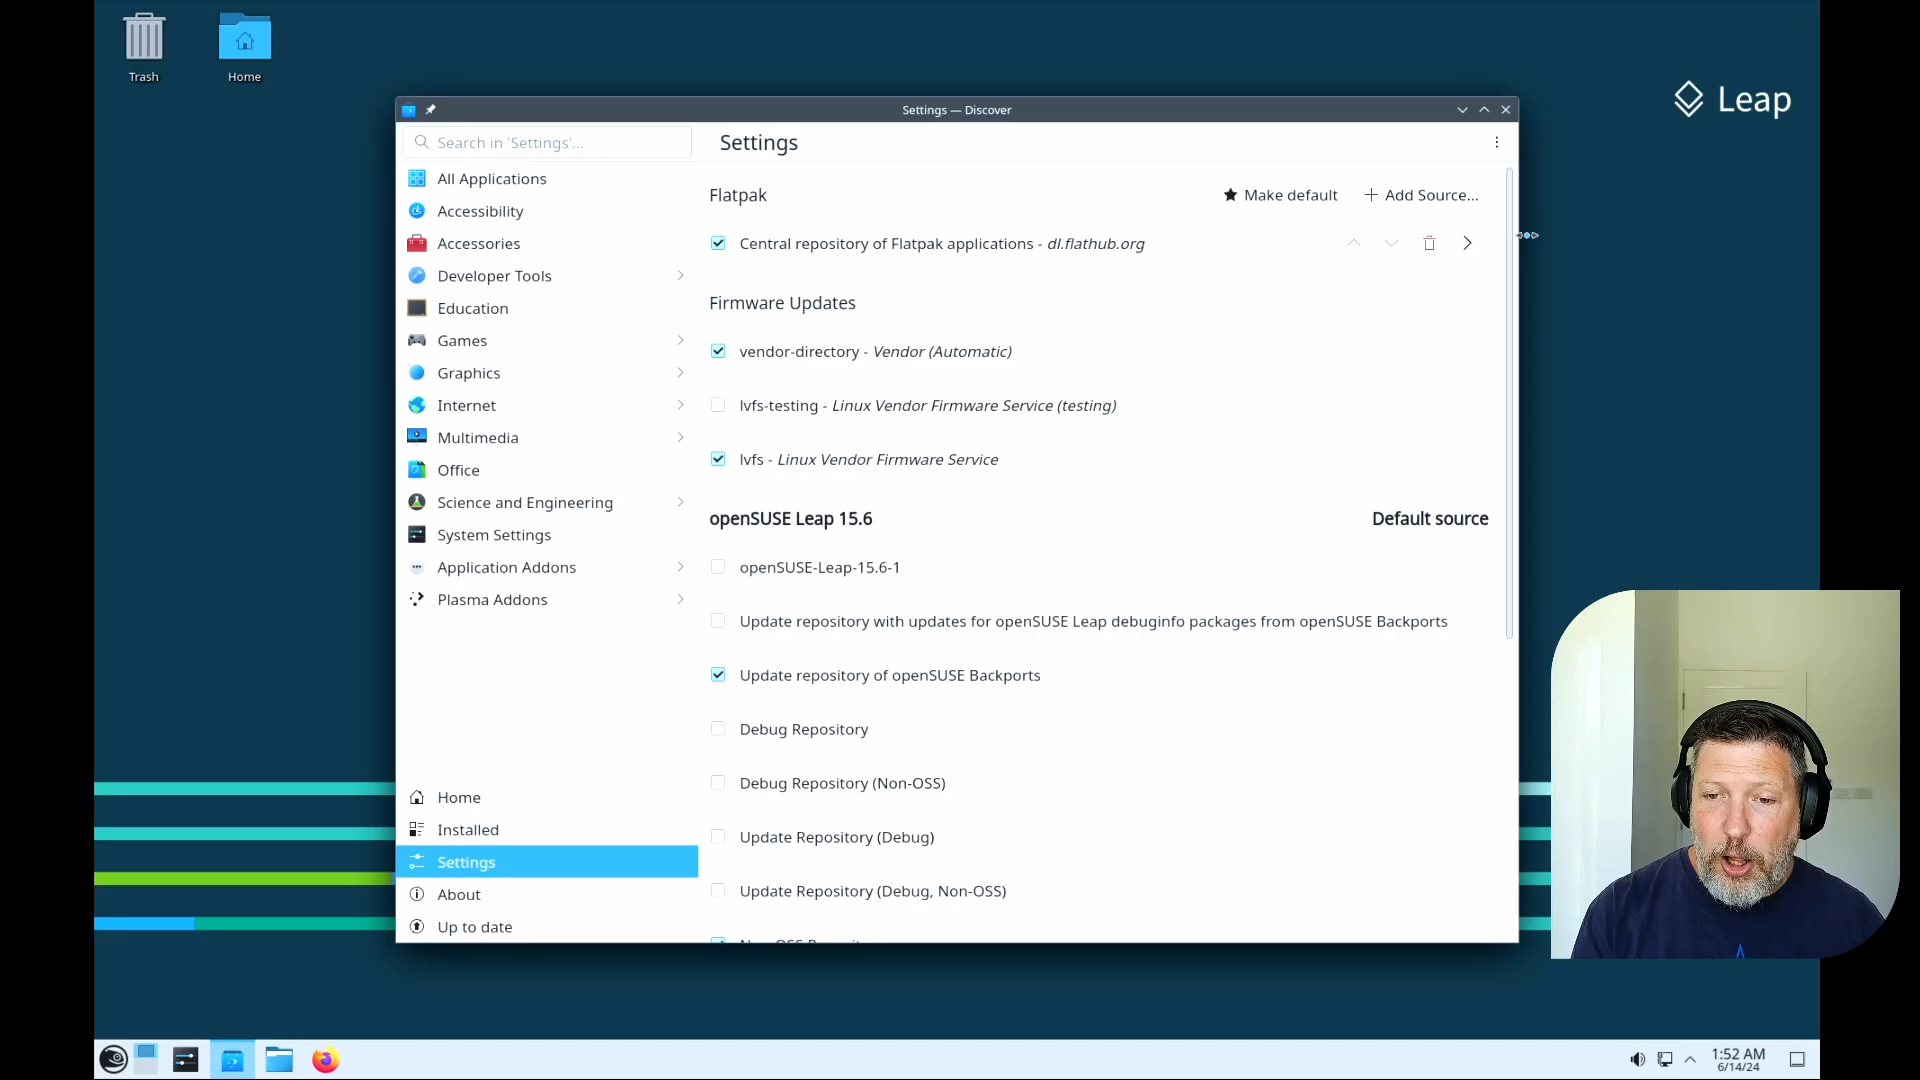 Trash
Home
Leap
Settings — Discover
Search in 'Settings'...
Settings
All Applications
Accessibility
Accessories
Developer Tools
Education
Games
Graphics
Internet
Multimedia
Office
Science and Engineering
System Settings
Application Addons
Plasma Addons
Home
Installed
Settings
About
Up to date
Flatpak
Make default
Add Source...
Central repository of Flatpak applications - dl.flathub.org
Firmware Updates
vendor-directory - Vendor (Automatic)
lvfs-testing - Linux Vendor Firmware Service (testing)
lvfs - Linux Vendor Firmware Service
openSUSE Leap 15.6
Default source
openSUSE-Leap-15.6-1
Update repository with updates for openSUSE Leap debuginfo packages from openSUSE Backports
Update repository of openSUSE Backports
Debug Repository
Debug Repository (Non-OSS)
Update Repository (Debug)
Update Repository (Debug, Non-OSS)
1:52 AM
6/14/24